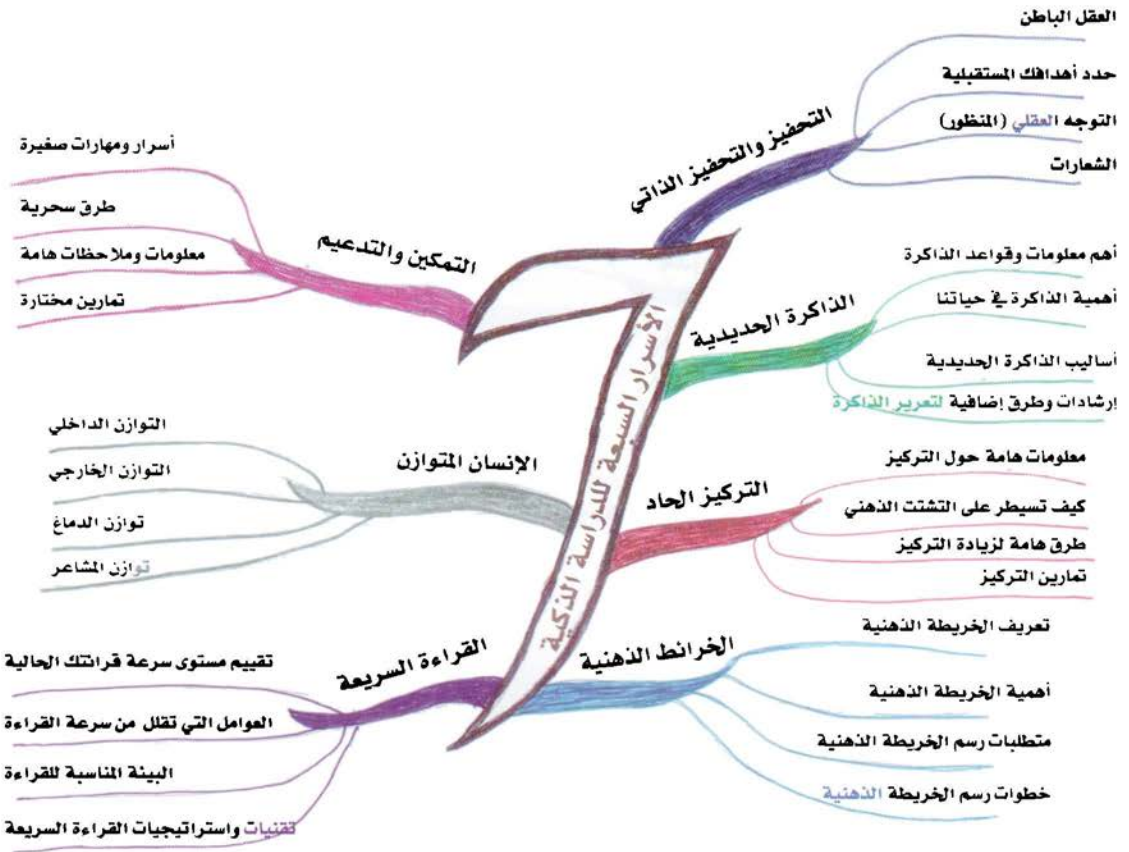 الأسرار السبعة للدراسة الذكية
التحفيز والتحفيز الذاتي
العقل الباطن
حدد أهدافك المستقبلية
التوجه العقلي (المنظور)
الشعارات
الذاكرة الحديدية
أهم معلومات وقواعد الذاكرة
أهمية الذاكرة في حياتنا
أساليب الذاكرة الحديدية
إرشادات وطرق إضافية لتعرير الذاكرة
التركيز الحاد
معلومات هامة حول التركيز
كيف تسيطر على التشتت الذهني
طرق هامة لزيادة التركيز
تمارين التركيز
الخرائط الذهنية
تعريف الخريطة الذهنية
أهمية الخريطة الذهنية
متطلبات رسم الخريطة الذهنية
خطوات رسم الخريطة الذهنية
القراءة السريعة
تقييم مستوى سرعة قرائتك الحالية
العوامل التي تقلل من سرعة القراءة
البيئة المناسبة للقراءة
تقنيات واستراتيجيات القراءة السريعة
الإنسان المتوازن
التوازن الداخلي
التوازن الخارجي
توازن الدماغ
توازن المشاعر
التمكين والتدعيم
أسرار ومهارات صغيرة
طرق سحرية
معلومات وملاحظات هامة
تمارين مختارة